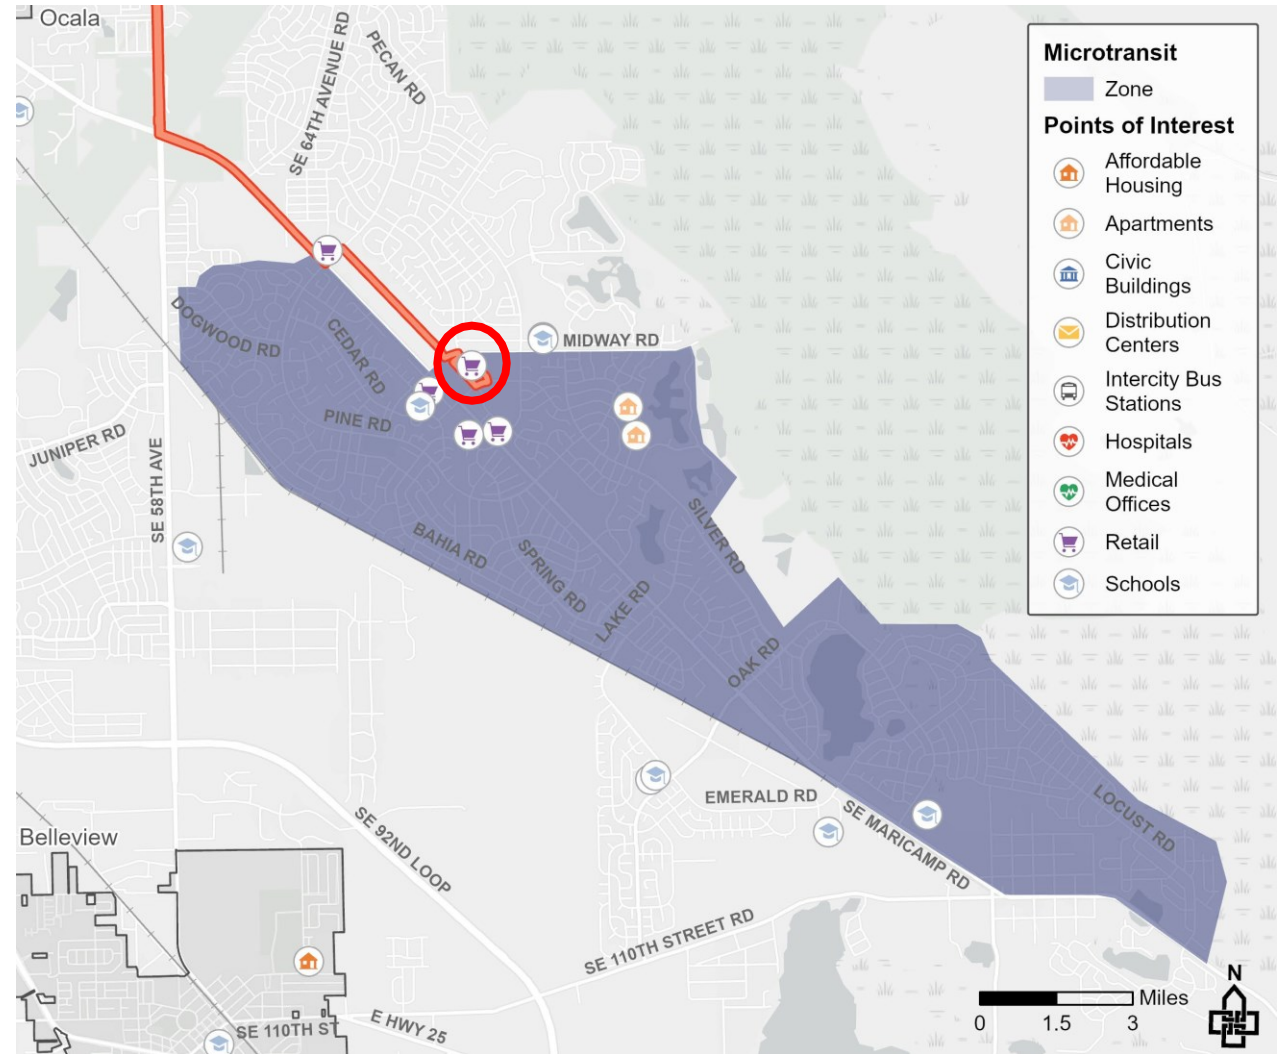 Ocala
PECAN RD
SE 64TH AVENUE RD
MIDWAY RD
DOGWOOD RD
CEDAR RD
PINE RD
JUNIPER RD
SE 58TH AVE
BAHIA RD
SPRING RD
LAKE RD
SILVER RD
OAK RD
EMERALD RD
SE MARICAMP RD
LOCUST RD
Belleview
SE 92ND LOOP
SE 110TH STREET RD
SE 110TH ST
E HWY 25
Microtransit
Zone
Points of Interest
Affordable
Housing
Apartments
Civic
Buildings
Distribution
Centers
Intercity Bus
Stations
Hospitals
Medical
Offices
Retail
Schools
N
Miles
0 1.5 3